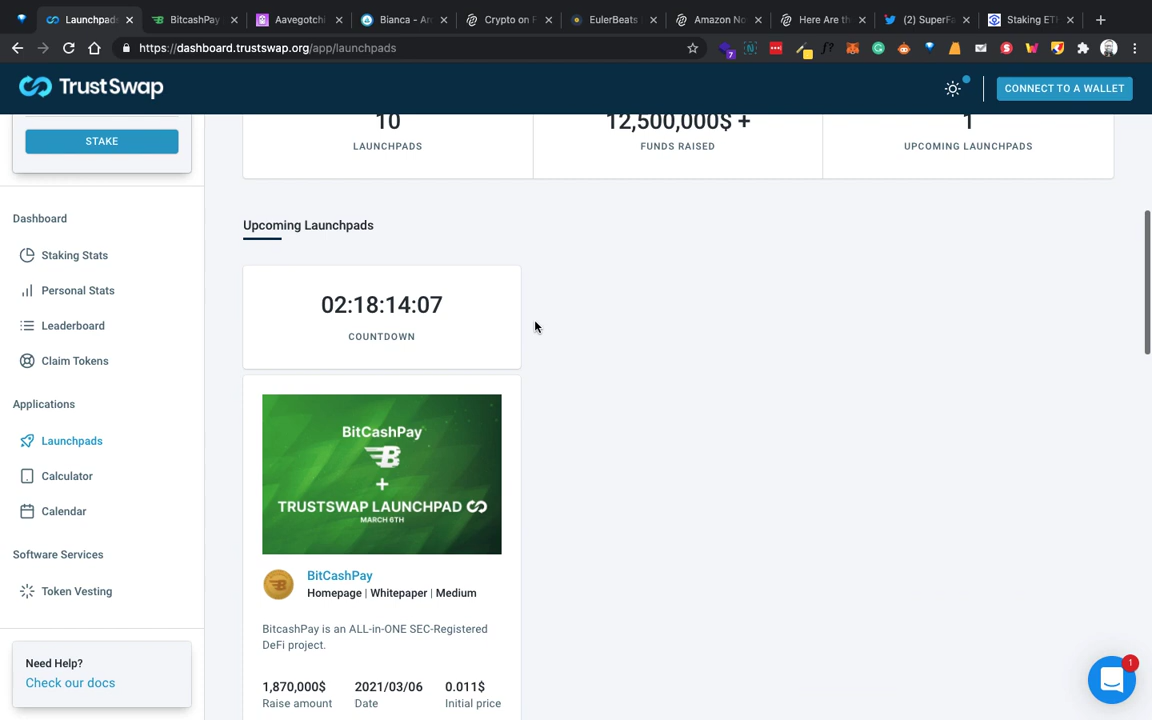 Launchpads
BitcashPay
Aavegotchi
Bianca - Arc
Crypto on F
EulerBeats
Amazon No
Here Are th
(2) SuperFa
Staking ETH
https://dashboard.trustswap.org/app/launchpads
7
TrustSwap
CONNECT TO A WALLET
STAKE
10
LAUNCHPADS
12,500,000$ +
FUNDS RAISED
1
UPCOMING LAUNCHPADS
Dashboard
Staking Stats
Personal Stats
Leaderboard
Claim Tokens
Applications
Launchpads
Calculator
Calendar
Software Services
Token Vesting
Need Help?
Check our docs
Upcoming Launchpads
02:18:14:07
COUNTDOWN
BitCashPay
+
TRUSTSWAP LAUNCHPAD
MARCH 6TH
BitCashPay
Homepage | Whitepaper | Medium
BitcashPay is an ALL-in-ONE SEC-Registered
DeFi project.
1,870,000$ 2021/03/06 0.011$
Raise amount Date Initial price
1